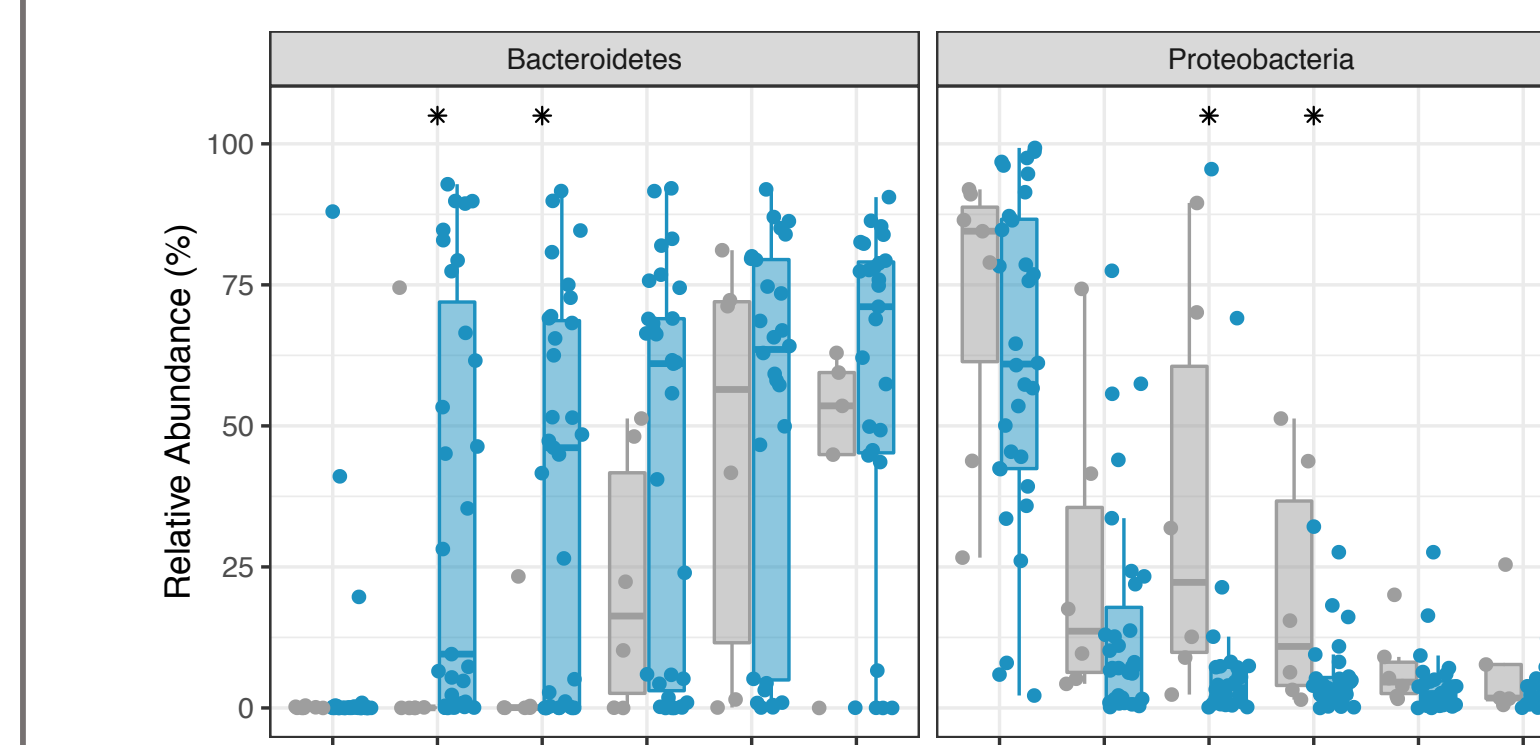 Bacteroidetes
Proteobacteria
* *
* *
100
75
50
25
0
Relative Abundance (%)